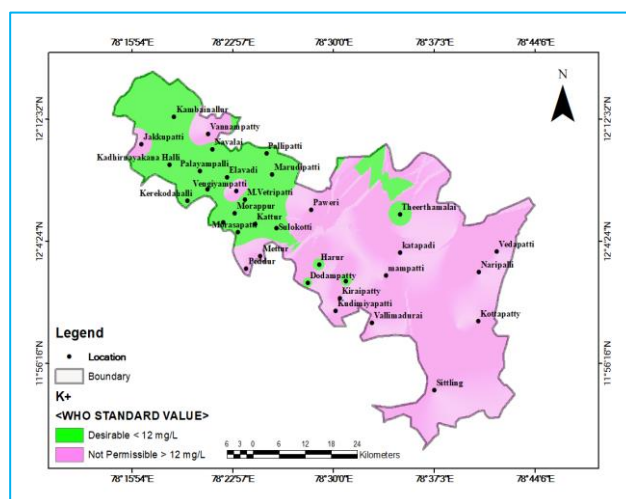 78°15'54"E 78°22'57"E 78°30'0"E 78°37'3"E 78°44'6"E
N
12°12'32"N 12°12'32"N
Kambainallur
Vannampatty
Jakkupatti
Navalai
Pallipatti
Kadhirnayakana Halli
Palayampalli
Elavadi
Marudipatti
Vengiyampatti
Kerekodahalli
M.Vetripatti
Morappur
Paweri
Theerthamalai
Kattur
Sulokotti
12°4'24"N 12°4'24"N
Mettur
katapadi
Vedapatti
Peddur
Harur
Naripalli
mampatti
Dodampatty
Kiraipatty
Kudimiyapatti
Vallimadurai
Kottapatty
Legend
Location
Boundary
11°56'16"N 11°56'16"N
Sittling
K+
<WHO STANDARD VALUE>
Desirable < 12 mg/L
Not Permissible > 12 mg/L
6 3 0 6 12 18 24
Kilometers
78°15'54"E 78°22'57"E 78°30'0"E 78°37'3"E 78°44'6"E